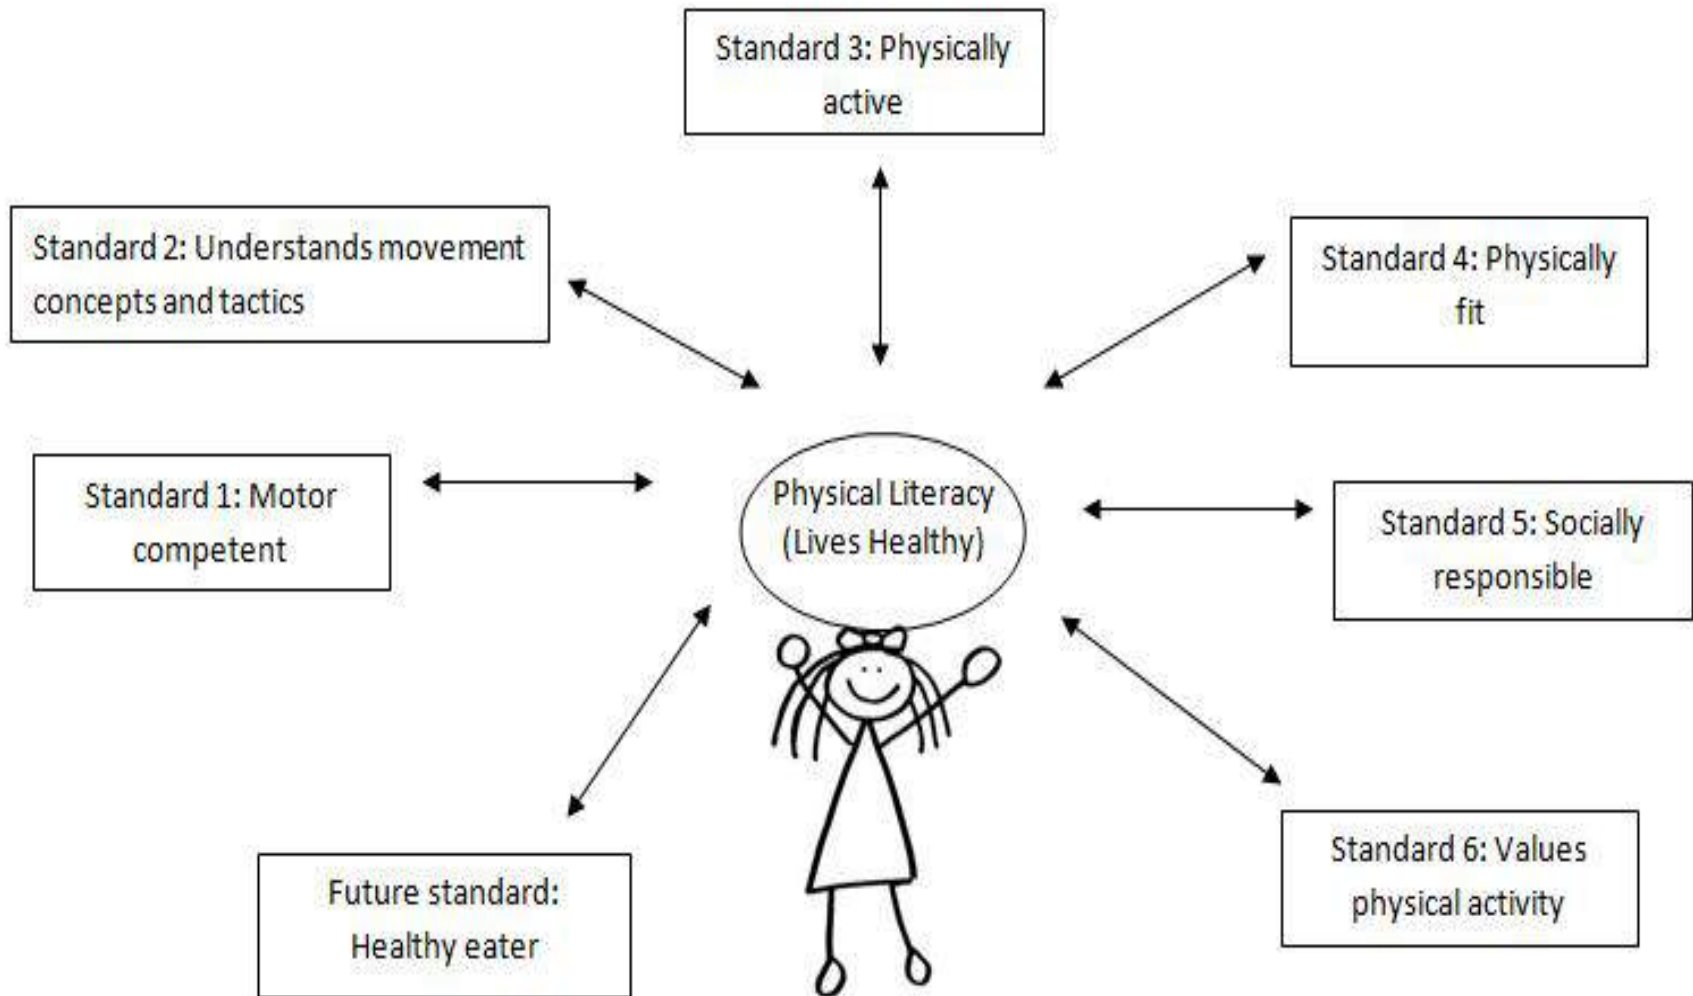 Standard 3: Physically
active
Standard 2: Understands movement
concepts and tactics
Standard 4: Physically
fit
Standard 1: Motor
competent
Physical Literacy
(Lives Healthy)
Standard 5: Socially
responsible
Future standard:
Healthy eater
Standard 6: Values
physical activity